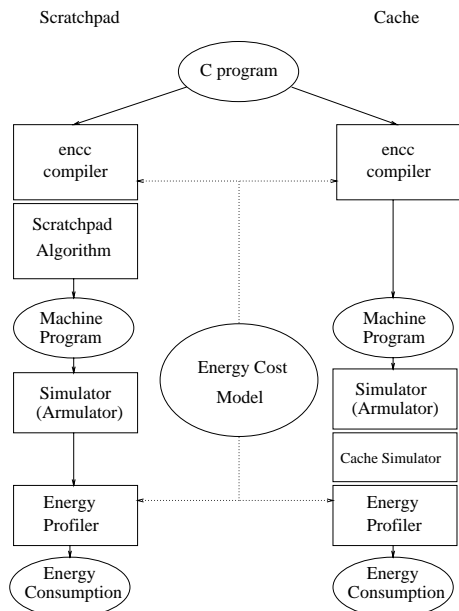 Scratchpad
Cache
C program
encc
compiler
encc
compiler
Scratchpad
Algorithm
Machine
Program
Machine
Program
Energy Cost
Model
Simulator
(Armulator)
Simulator
(Armulator)
Cache Simulator
Energy
Profiler
Energy
Profiler
Energy
Consumption
Energy
Consumption